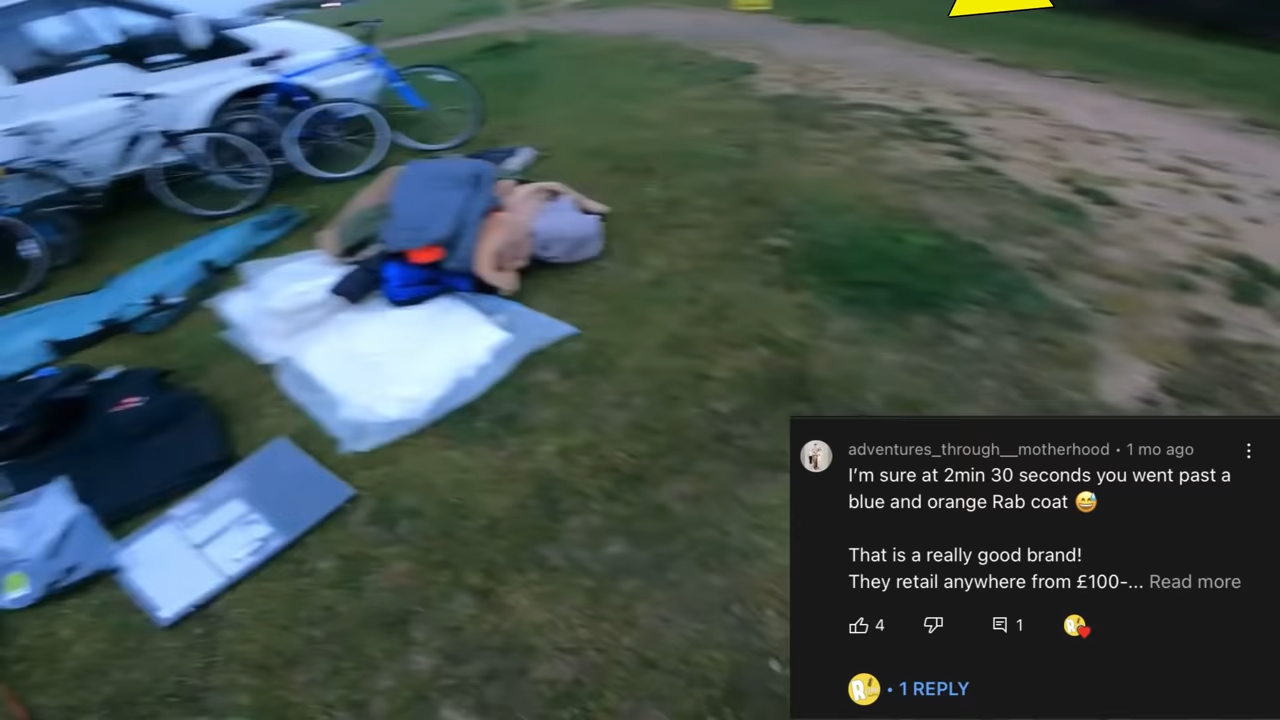 adventures_through__motherhood • 1 mo ago
I'm sure at 2min 30 seconds you went past a
blue and orange Rab coat 😅
That is a really good brand!
They retail anywhere from £100-... Read more
4
1
• 1 REPLY